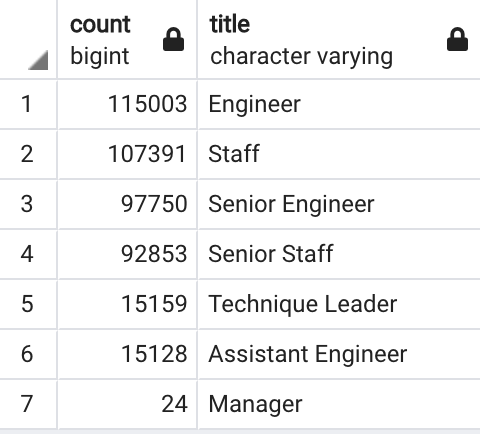 count title
bigint character varying
1 115003 Engineer
2 107391 Staff
3 97750 Senior Engineer
4 92853 Senior Staff
5 15159 Technique Leader
6 15128 Assistant Engineer
7 24 Manager